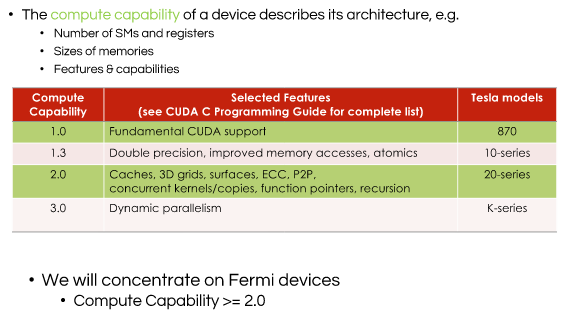 • The compute capability of a device describes its architecture, e.g.
• Number of SMs and registers
• Sizes of memories
• Features & capabilities
Compute Capability | Selected Features (see CUDA C Programming Guide for complete list) | Tesla models
1.0 | Fundamental CUDA support | 870
1.3 | Double precision, improved memory accesses, atomics | 10-series
2.0 | Caches, 3D grids, surfaces, ECC, P2P, concurrent kernels/copies, function pointers, recursion | 20-series
3.0 | Dynamic parallelism | K-series
• We will concentrate on Fermi devices
• Compute Capability >= 2.0